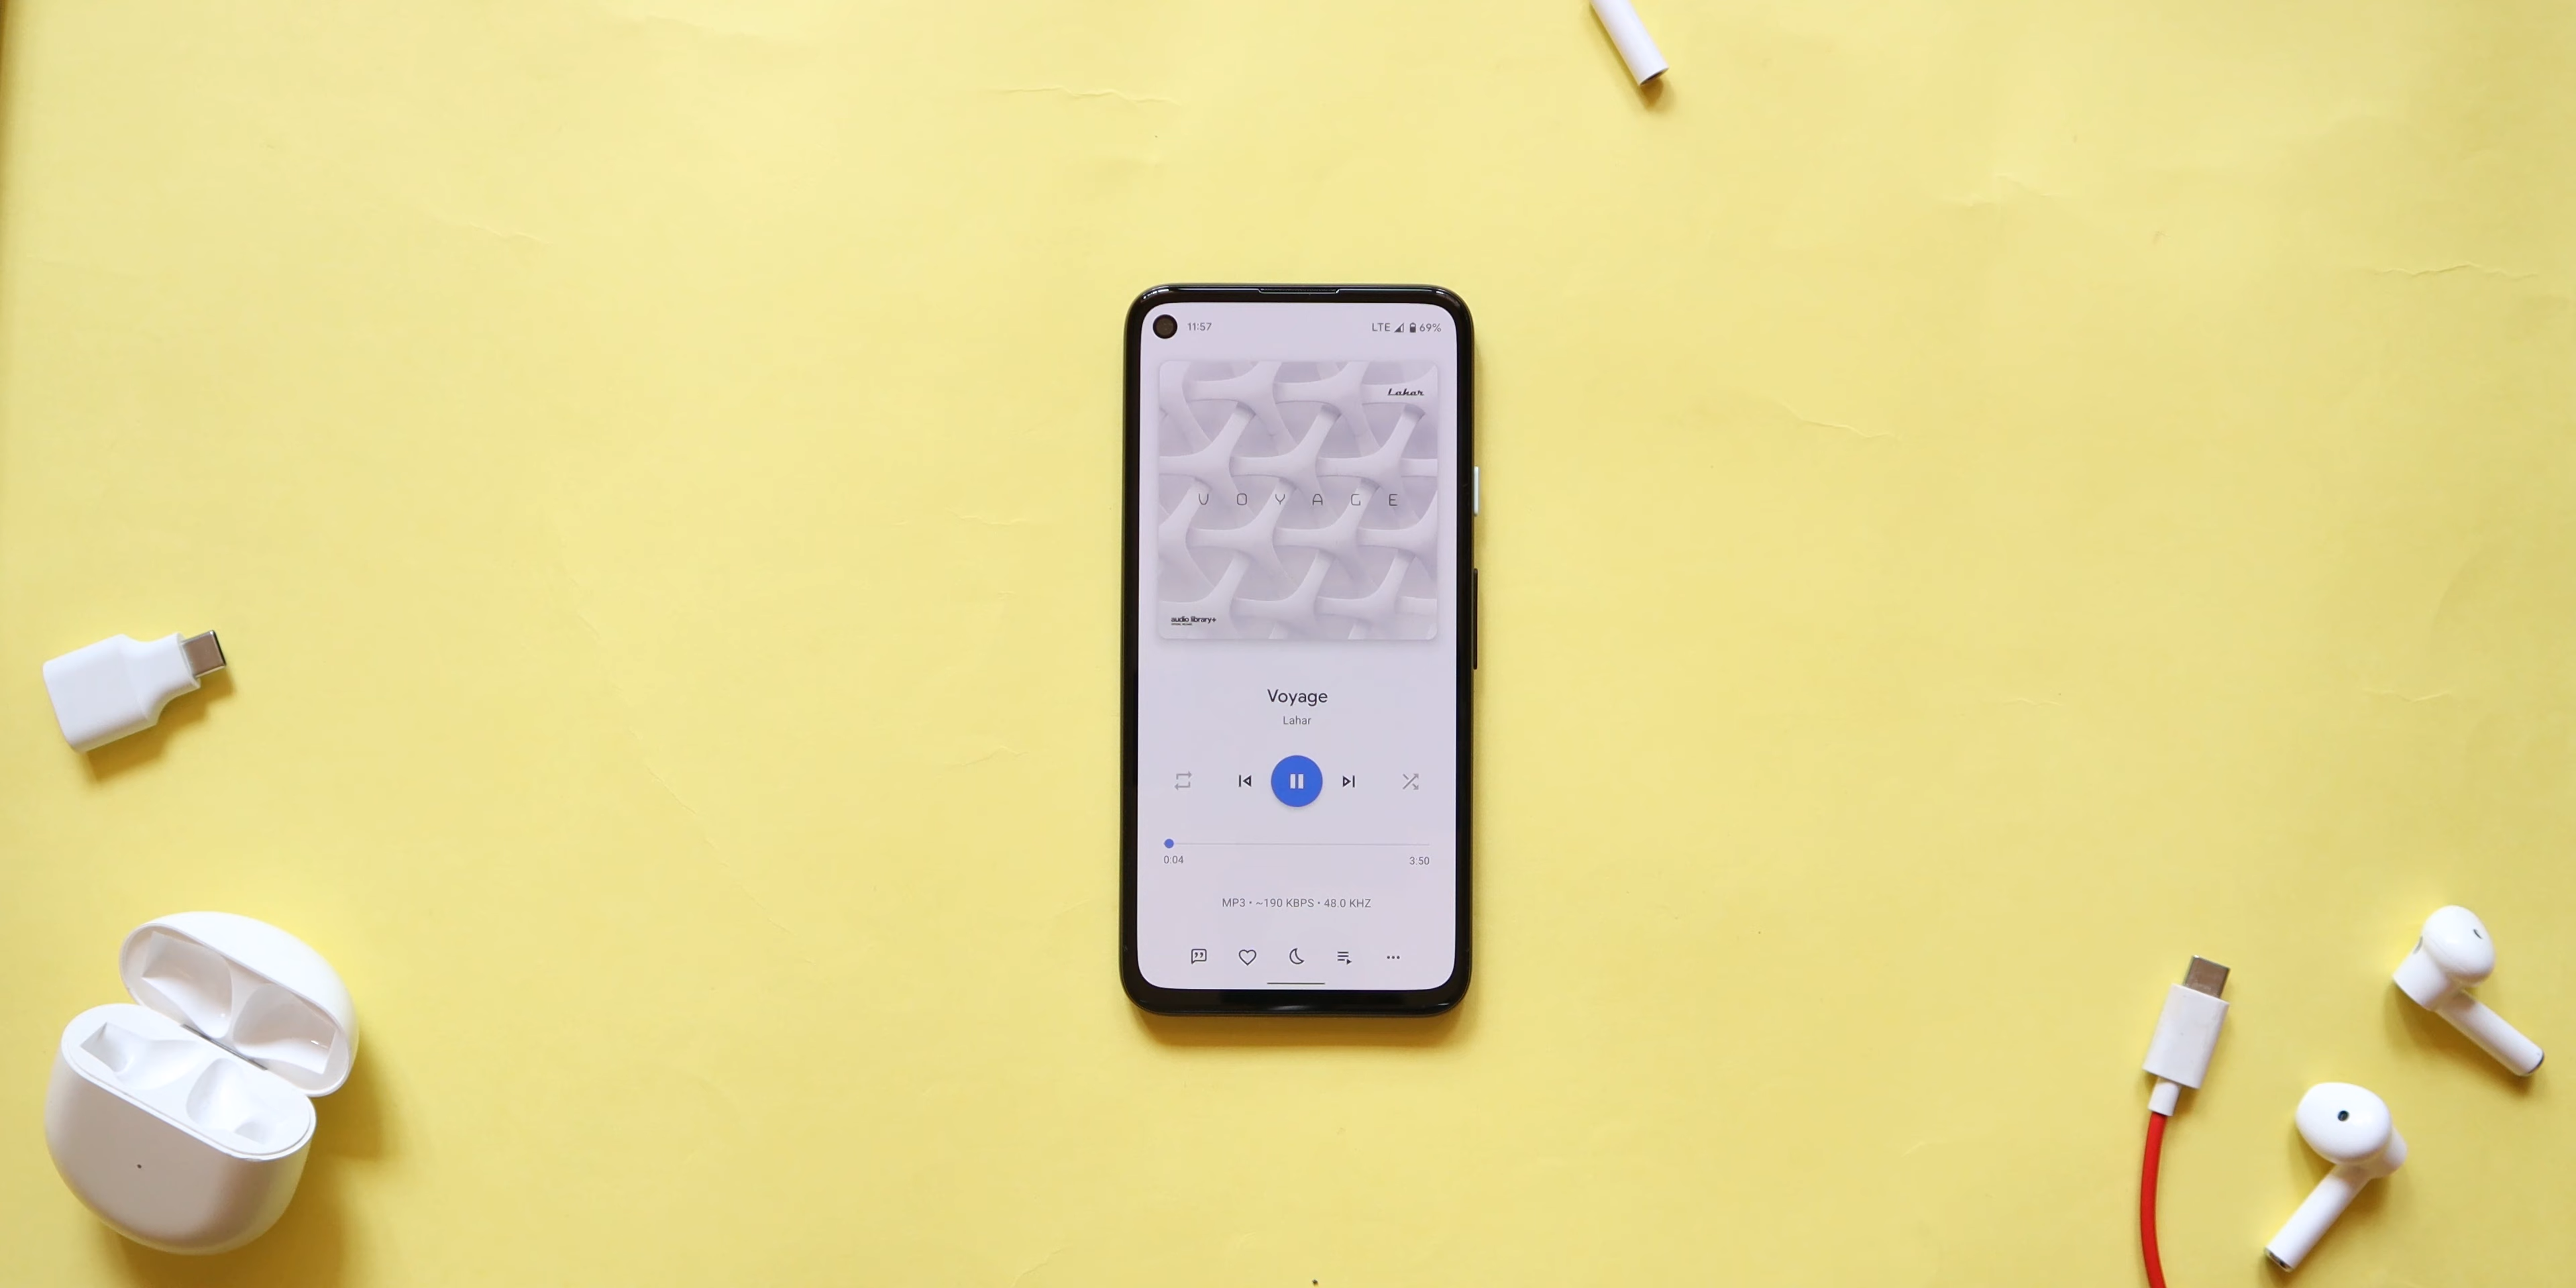 11:57 LTE 69%
Lahar
VOYAGE
audio library+
Voyage
Lahar
0:04 3:50
MP3 • ~190 KBPS • 48.0 KHZ